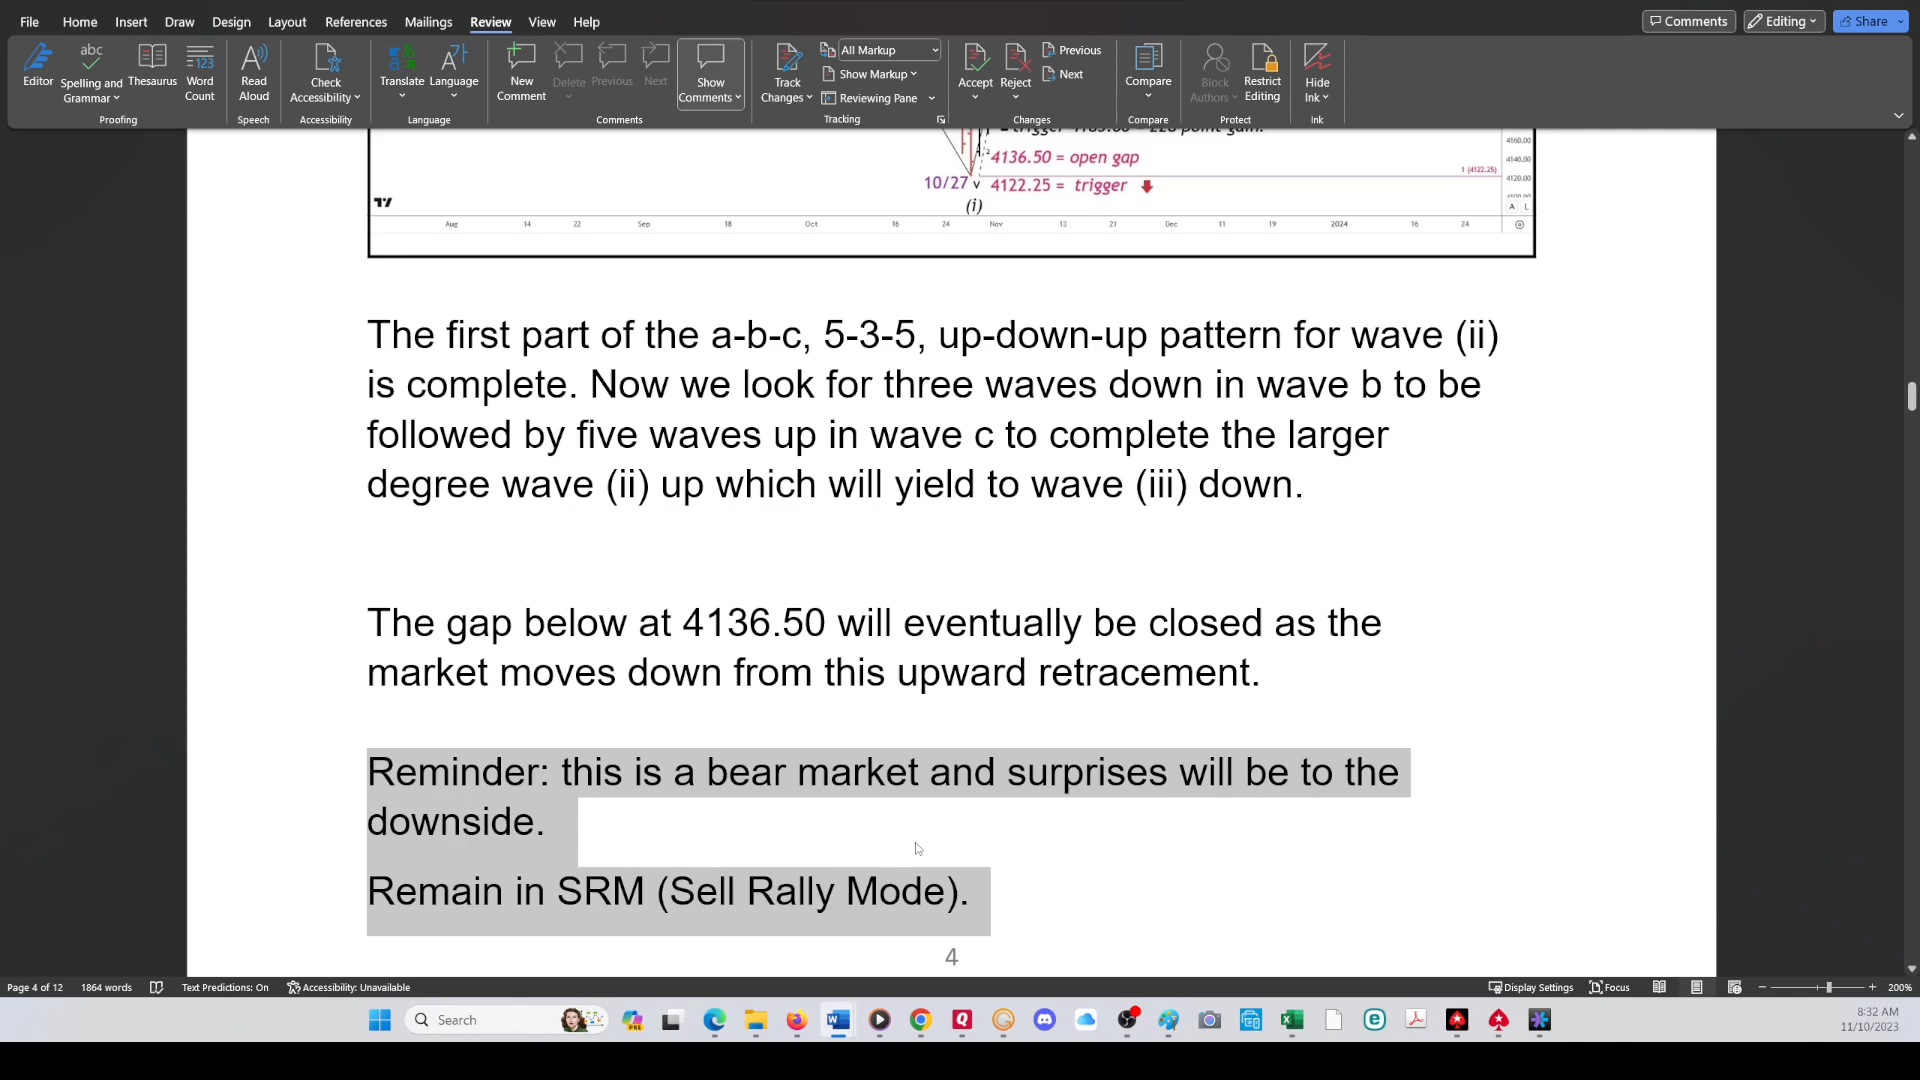 File Home Insert Draw Design Layout References Mailings Review View Help Comments Editing Share
Editor
Spelling and Grammar
Thesaurus
Word Count
Proofing
Read Aloud
Speech
Check Accessibility
Accessibility
Translate
Language
Language
New Comment
Delete
Previous
Next
Show Comments
Comments
Track Changes
All Markup
Show Markup
Reviewing Pane
Tracking
Accept
Reject
Previous
Next
Changes
Compare
Compare
Block Authors
Restrict Editing
Protect
Hide Ink
Ink
4160.00
4136.50 = open gap
4140.00
1 (4122.25)
4120.00
10/27 v 4122.25 = trigger
(i)
A L
Aug 14 22 Sep 18 Oct 16 24 Nov 13 21 Dec 11 19 2024 16 24
The first part of the a-b-c, 5-3-5, up-down-up pattern for wave (ii)
is complete. Now we look for three waves down in wave b to be
followed by five waves up in wave c to complete the larger
degree wave (ii) up which will yield to wave (iii) down.
The gap below at 4136.50 will eventually be closed as the
market moves down from this upward retracement.
Reminder: this is a bear market and surprises will be to the
downside.
Remain in SRM (Sell Rally Mode).
4
Page 4 of 12 1864 words Text Predictions: On Accessibility: Unavailable Display Settings Focus 200%
Search
8:32 AM
11/10/2023